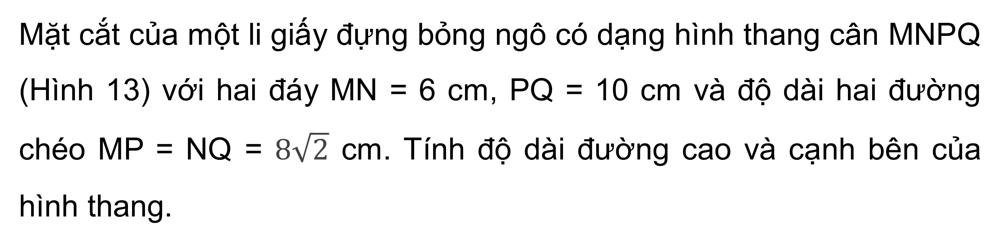 Mặt cắt của một li giấy đựng bỏng ngô có dạng hình thang cân MNPQ
(Hình 13) với hai đáy MN = 6 cm, PQ = 10 cm và độ dài hai đường
chéo MP = NQ = 8√2 cm. Tính độ dài đường cao và cạnh bên của
hình thang.